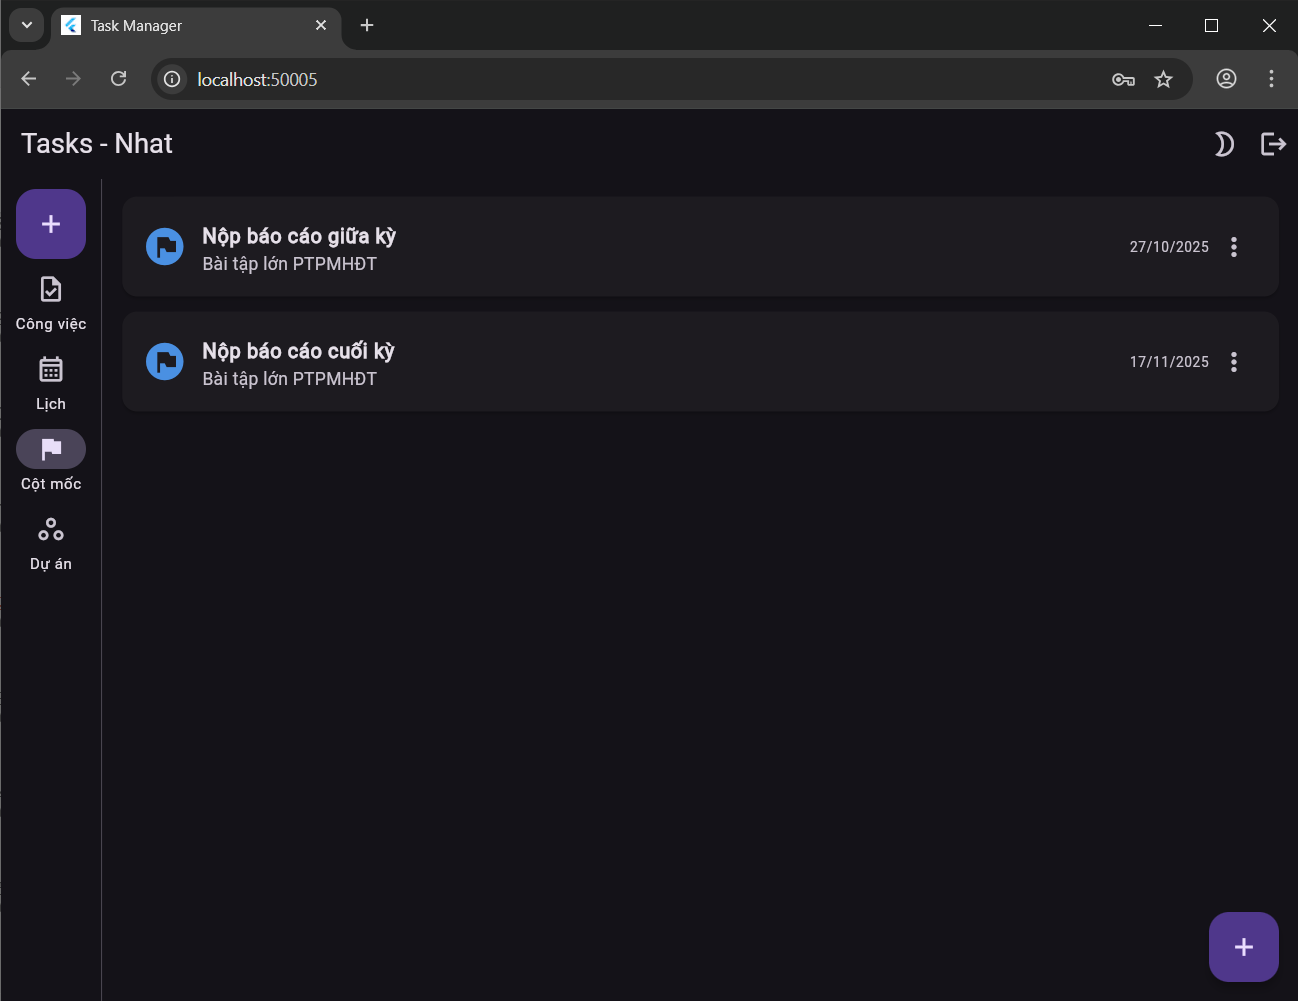 Task Manager
localhost:50005
Tasks - Nhat
Công việc
Lịch
Cột mốc
Dự án
Nộp báo cáo giữa kỳ
Bài tập lớn PTPMHĐT
27/10/2025
Nộp báo cáo cuối kỳ
Bài tập lớn PTPMHĐT
17/11/2025